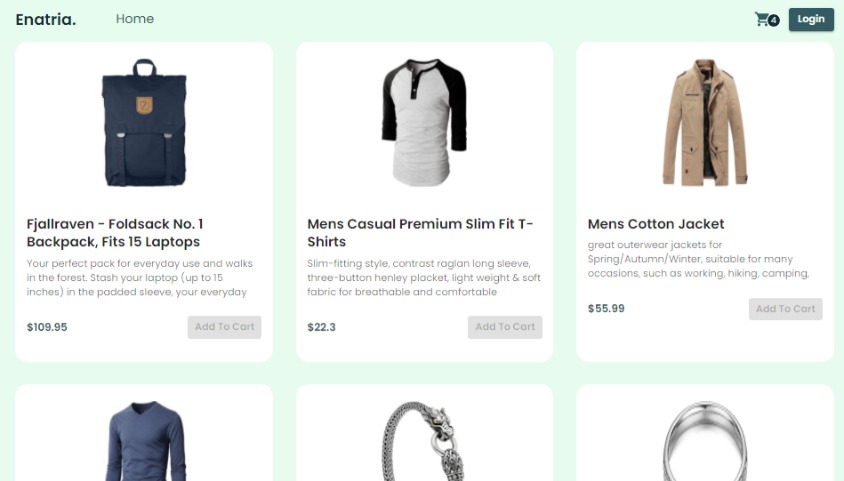 Enatria.
Home
4
Login
Fjallraven - Foldsack No. 1
Backpack, Fits 15 Laptops
Your perfect pack for everyday use and walks
in the forest. Stash your laptop (up to 15
inches) in the padded sleeve, your everyday
$109.95
Add To Cart
Mens Casual Premium Slim Fit T-
Shirts
Slim-fitting style, contrast raglan long sleeve,
three-button henley placket, light weight & soft
fabric for breathable and comfortable
$22.3
Add To Cart
Mens Cotton Jacket
great outerwear jackets for
Spring/Autumn/Winter, suitable for many
occasions, such as working, hiking, camping,
$55.99
Add To Cart